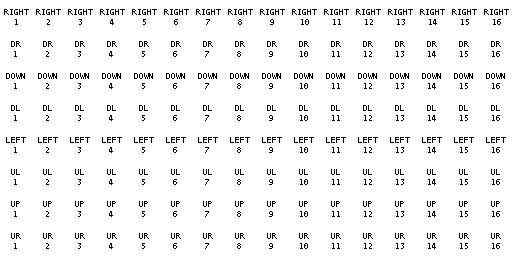 RIGHT RIGHT RIGHT RIGHT RIGHT RIGHT RIGHT RIGHT RIGHT RIGHT RIGHT RIGHT RIGHT RIGHT RIGHT RIGHT
1 2 3 4 5 6 7 8 9 10 11 12 13 14 15 16
DR DR DR DR DR DR DR DR DR DR DR DR DR DR DR DR
1 2 3 4 5 6 7 8 9 10 11 12 13 14 15 16
DOWN DOWN DOWN DOWN DOWN DOWN DOWN DOWN DOWN DOWN DOWN DOWN DOWN DOWN DOWN DOWN
1 2 3 4 5 6 7 8 9 10 11 12 13 14 15 16
DL DL DL DL DL DL DL DL DL DL DL DL DL DL DL DL
1 2 3 4 5 6 7 8 9 10 11 12 13 14 15 16
LEFT LEFT LEFT LEFT LEFT LEFT LEFT LEFT LEFT LEFT LEFT LEFT LEFT LEFT LEFT LEFT
1 2 3 4 5 6 7 8 9 10 11 12 13 14 15 16
UL UL UL UL UL UL UL UL UL UL UL UL UL UL UL UL
1 2 3 4 5 6 7 8 9 10 11 12 13 14 15 16
UP UP UP UP UP UP UP UP UP UP UP UP UP UP UP UP
1 2 3 4 5 6 7 8 9 10 11 12 13 14 15 16
UR UR UR UR UR UR UR UR UR UR UR UR UR UR UR UR
1 2 3 4 5 6 7 8 9 10 11 12 13 14 15 16